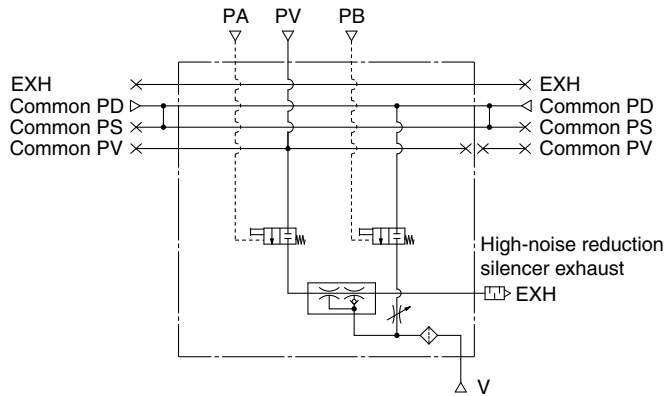 PA PV PB
EXH EXH
Common PD Common PD
Common PS Common PS
Common PV Common PV
High-noise reduction
silencer exhaust
EXH
V